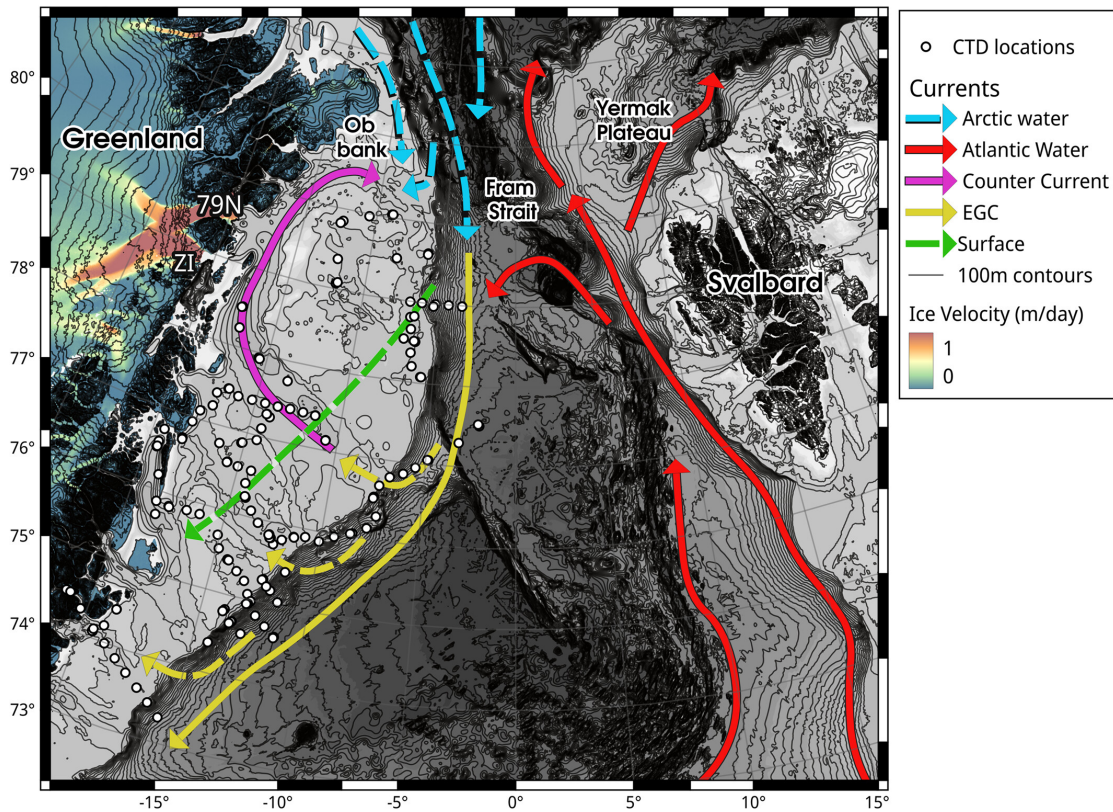 80°
79°
78°
77°
76°
75°
74°
73°
Greenland
Ob
bank
Yermak
Plateau
Fram
Strait
79N
ZI
Svalbard
-15°
-10°
-5°
0°
5°
10°
15°
CTD locations
Currents
Arctic water
Atlantic Water
Counter Current
EGC
Surface
100m contours
Ice Velocity (m/day)
1
0